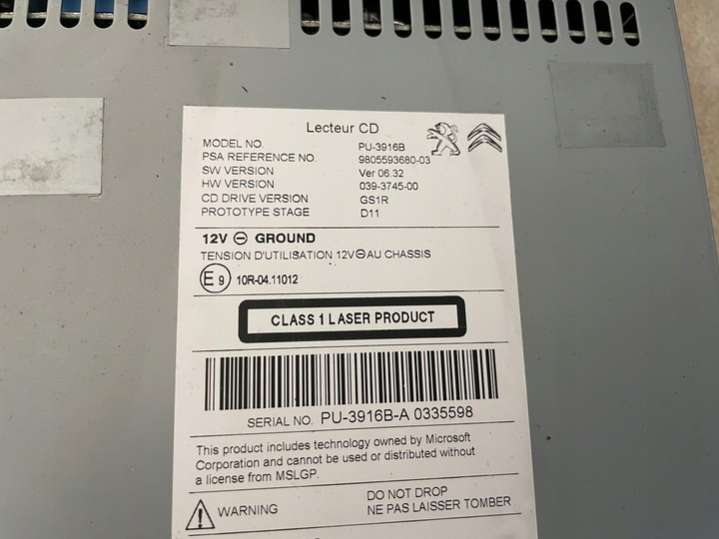 Lecteur CD
MODEL NO. PU-3916B
PSA REFERENCE NO. 9805593680-03
SW VERSION Ver 06.32
HW VERSION 039-3745-00
CD DRIVE VERSION GS1R
PROTOTYPE STAGE D11
12V ⊖ GROUND
TENSION D'UTILISATION 12V⊖AU CHASSIS
E9 10R-04.11012
CLASS 1 LASER PRODUCT
SERIAL NO. PU-3916B-A 0335598
This product includes technology owned by Microsoft
Corporation and cannot be used or distributed without
a license from MSLGP.
WARNING DO NOT DROP
NE PAS LAISSER TOMBER